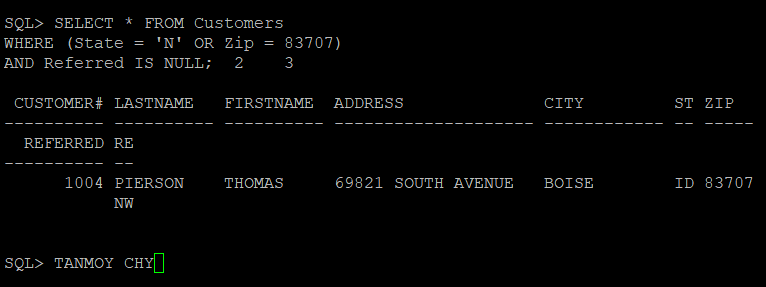 SQL> SELECT * FROM Customers
WHERE (State = 'N' OR Zip = 83707)
AND Referred IS NULL;  2    3

 CUSTOMER# LASTNAME   FIRSTNAME  ADDRESS              CITY         ST ZIP
---------- ---------- ---------- -------------------- ------------ -- -----
  REFERRED RE
---------- --
      1004 PIERSON    THOMAS     69821 SOUTH AVENUE   BOISE        ID 83707
           NW

SQL> TANMOY CHY